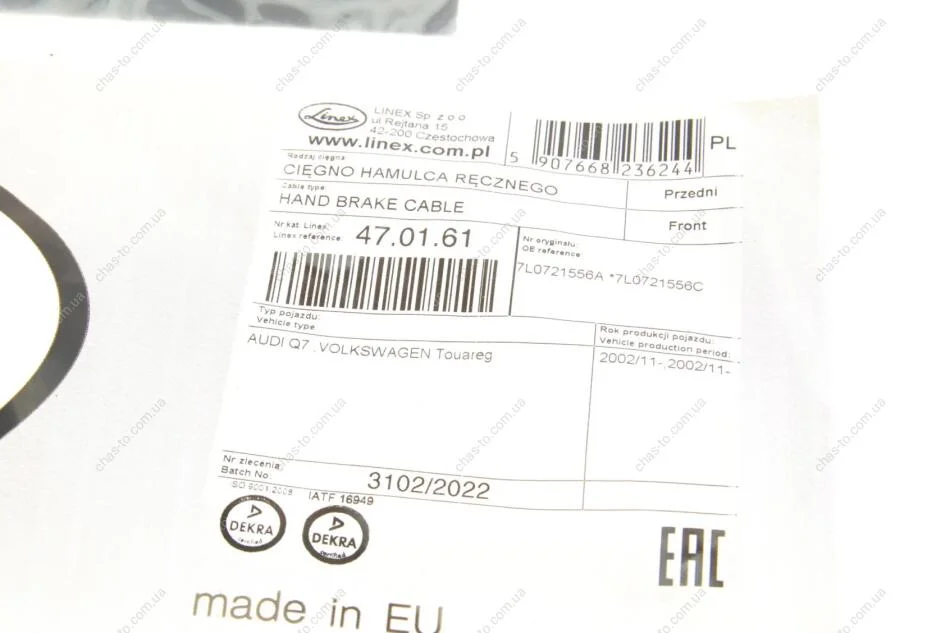 Linex
LINEX Sp. z o.o
ul Rejtana 15
42-200 Czestochowa
www.linex.com.pl
5 907668 236244
PL
Rodzaj cięgna:
CIĘGNO HAMULCA RĘCZNEGO
Przedni
Cable type:
HAND BRAKE CABLE
Front
Nr kat. Linex:
Linex reference:
47.01.61
Nr oryginału:
OE reference
7L0721556A *7L0721556C
Typ pojazdu:
Vehicle type:
AUDI Q7 . VOLKSWAGEN Touareg
Rok produkcji pojazdu:
Vehicle production period:
2002/11-,2002/11-
Nr zlecenia:
Batch No:
3102/2022
ISO 9001:2008
IATF 16949
DEKRA
certified
DEKRA
certified
EAC
made in EU
chas-to.com.ua